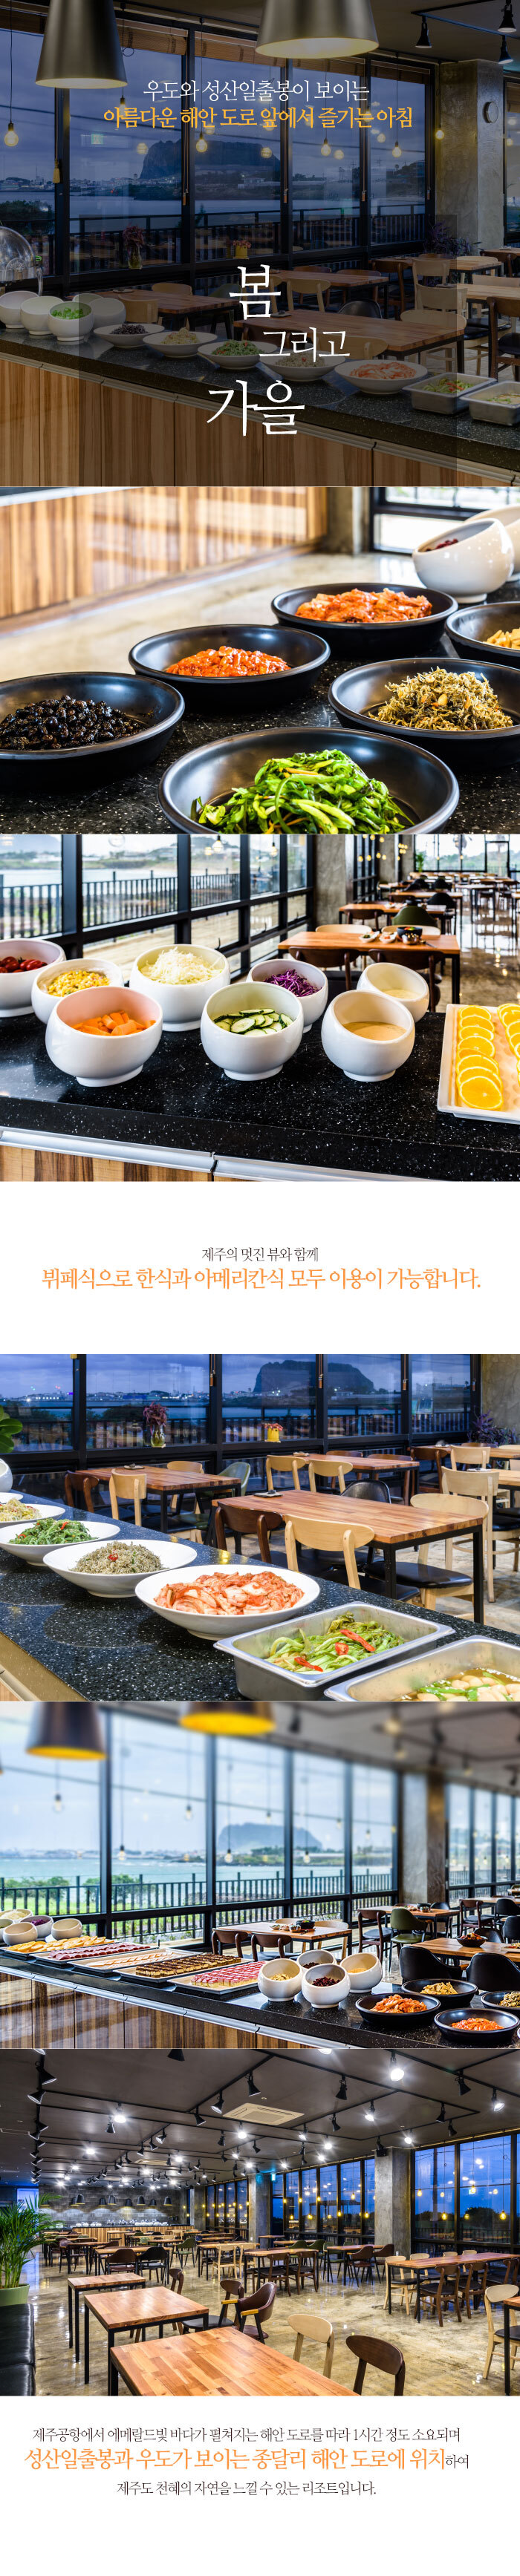 우도와 성산일출봉이 보이는
아름다운 해안 도로 앞에서 즐기는 아침
봄
그리고
가을
제주의 멋진 뷰와 함께
뷔페식으로 한식과 아메리칸식 모두 이용이 가능합니다.
제주공항에서 에메랄드빛 바다가 펼쳐지는 해안 도로를 따라 1시간 정도 소요되며
성산일출봉과 우도가 보이는 종달리 해안 도로에 위치하여
제주도 천혜의 자연을 느낄 수 있는 리조트입니다.